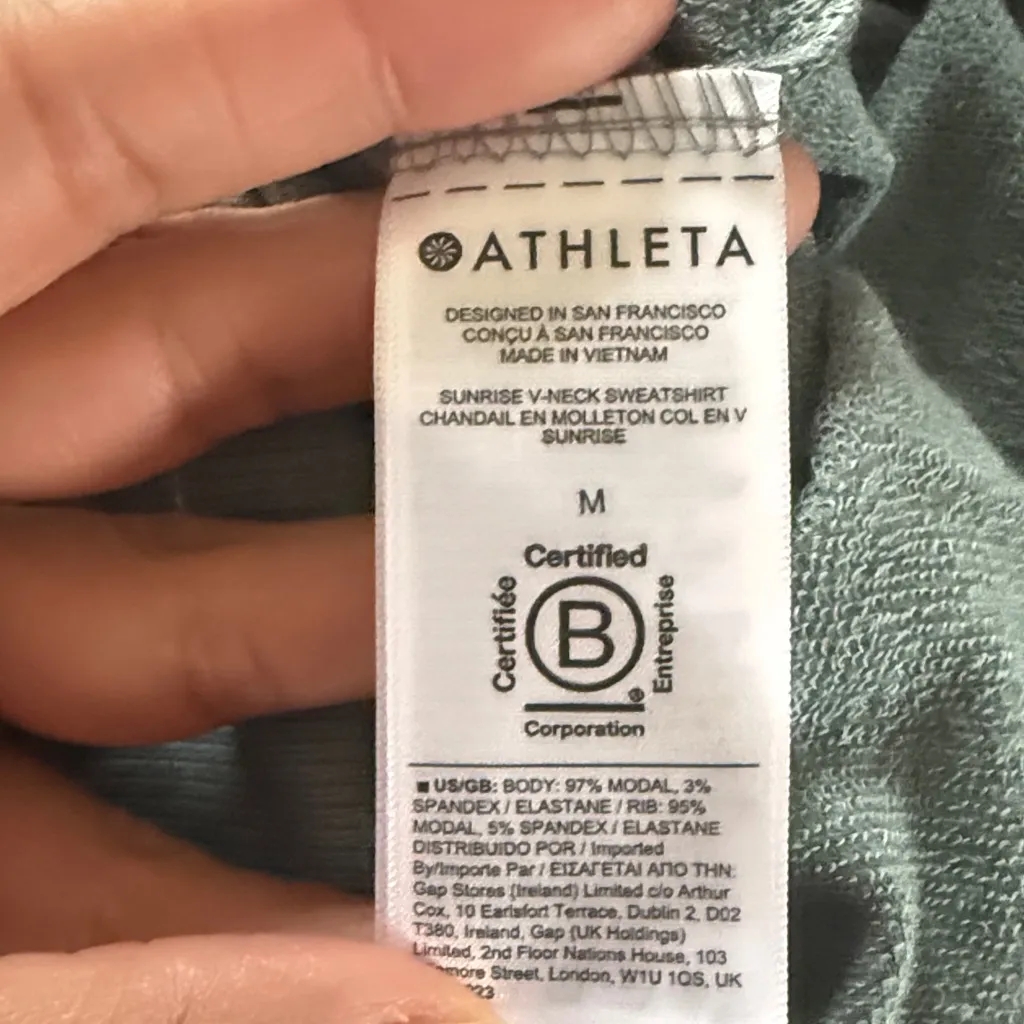 ATHLETA
DESIGNED IN SAN FRANCISCO
CONÇU À SAN FRANCISCO
MADE IN VIETNAM
SUNRISE V-NECK SWEATSHIRT
CHANDAIL EN MOLLETON COL EN V
SUNRISE
M
Certified
Certifiée
B
Entreprise
®
Corporation
■ US/GB: BODY: 97% MODAL, 3%
SPANDEX / ELASTANE / RIB: 95%
MODAL, 5% SPANDEX / ELASTANE
DISTRIBUIDO POR / Imported
By/Importe Par / ΕΙΣΑΓΕΤΑΙ ΑΠΟ ΤΗΝ:
Gap Stores (Ireland) Limited c/o Arthur
Cox, 10 Earlsfort Terrace, Dublin 2, D02
T380, Ireland, Gap (UK Holdings)
Limited, 2nd Floor Nations House, 103
Street, London, W1U 1QS, UK